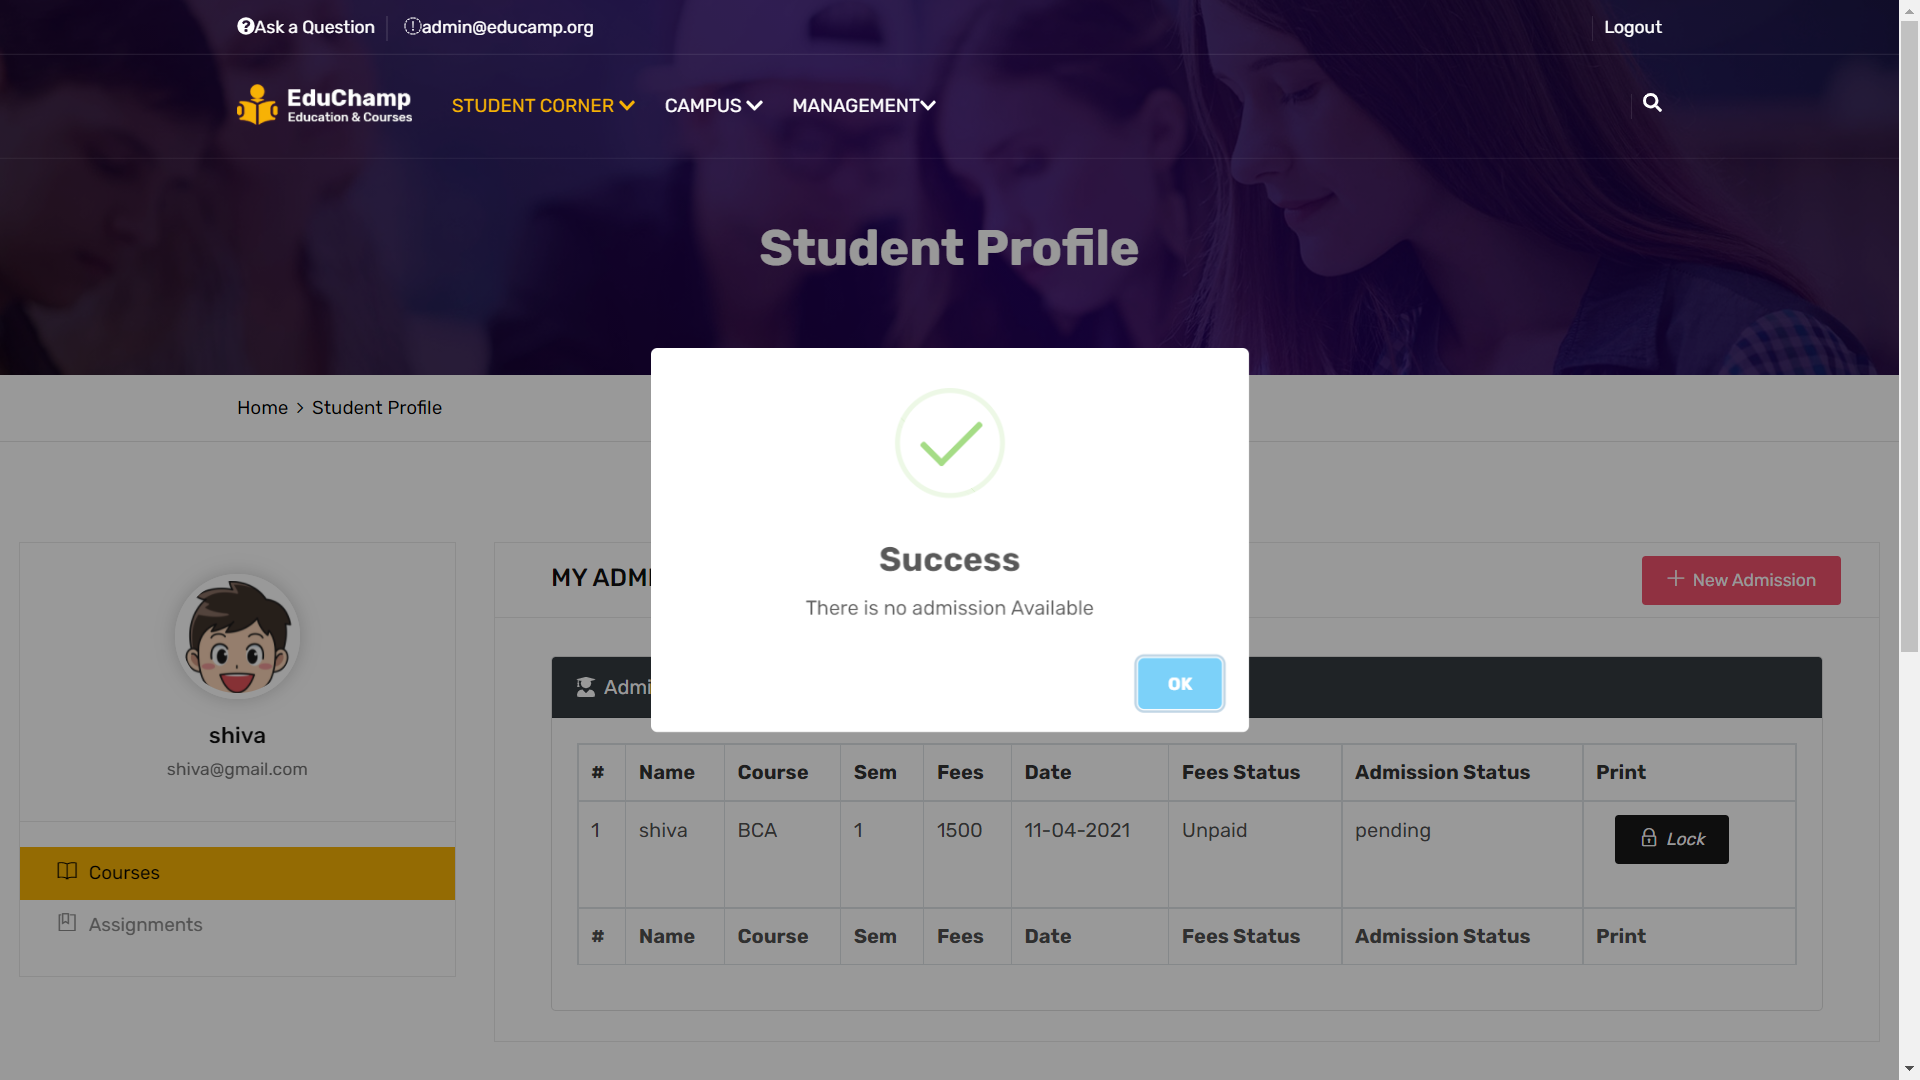 Ask a Question
admin@educamp.org
Logout
EduChamp
Education & Courses
STUDENT CORNER
CAMPUS
MANAGEMENT
Student Profile
Home > Student Profile
Success
There is no admission Available
OK
shiva
shiva@gmail.com
Courses
Assignments
MY ADMI
+ New Admission
Admi
# Name Course Sem Fees Date Fees Status Admission Status Print
1 shiva BCA 1 1500 11-04-2021 Unpaid pending Lock
# Name Course Sem Fees Date Fees Status Admission Status Print